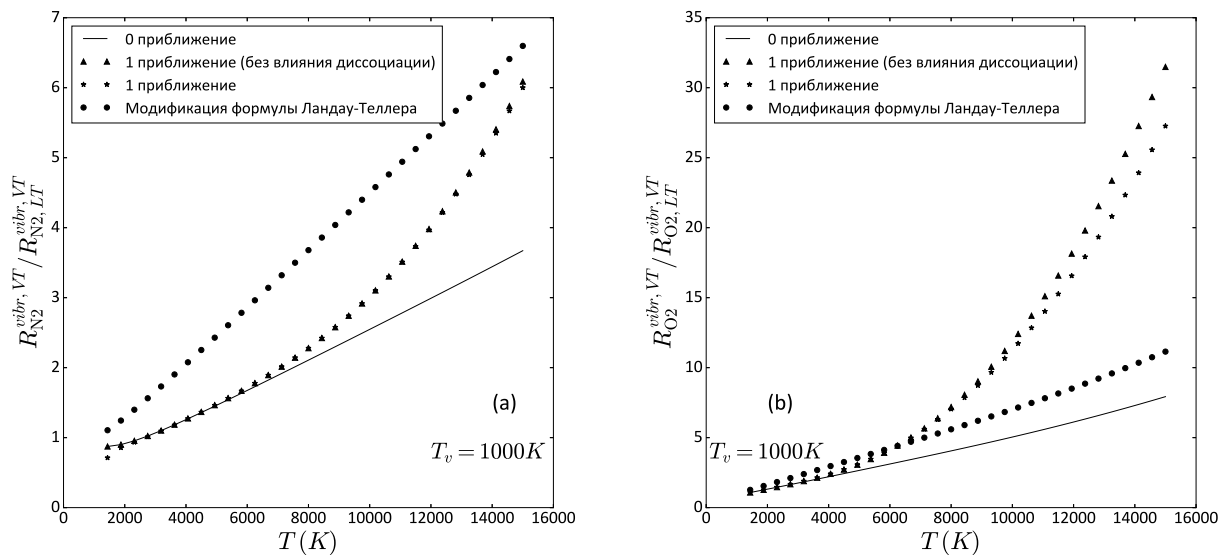 7
6
5
4
3
2
1
0
0 приближение
1 приближение (без влияния диссоциации)
1 приближение
Модификация формулы Ландау-Теллера
R_{N2}^{vibr,VT}/R_{N2,LT}^{vibr,VT}
(a)
T_v = 1000K
0 2000 4000 6000 8000 10000 12000 14000 16000
T (K)
35
30
25
20
15
10
5
0
0 приближение
1 приближение (без влияния диссоциации)
1 приближение
Модификация формулы Ландау-Теллера
R_{O2}^{vibr,VT}/R_{O2,LT}^{vibr,VT}
(b)
T_v = 1000K
0 2000 4000 6000 8000 10000 12000 14000 16000
T (K)